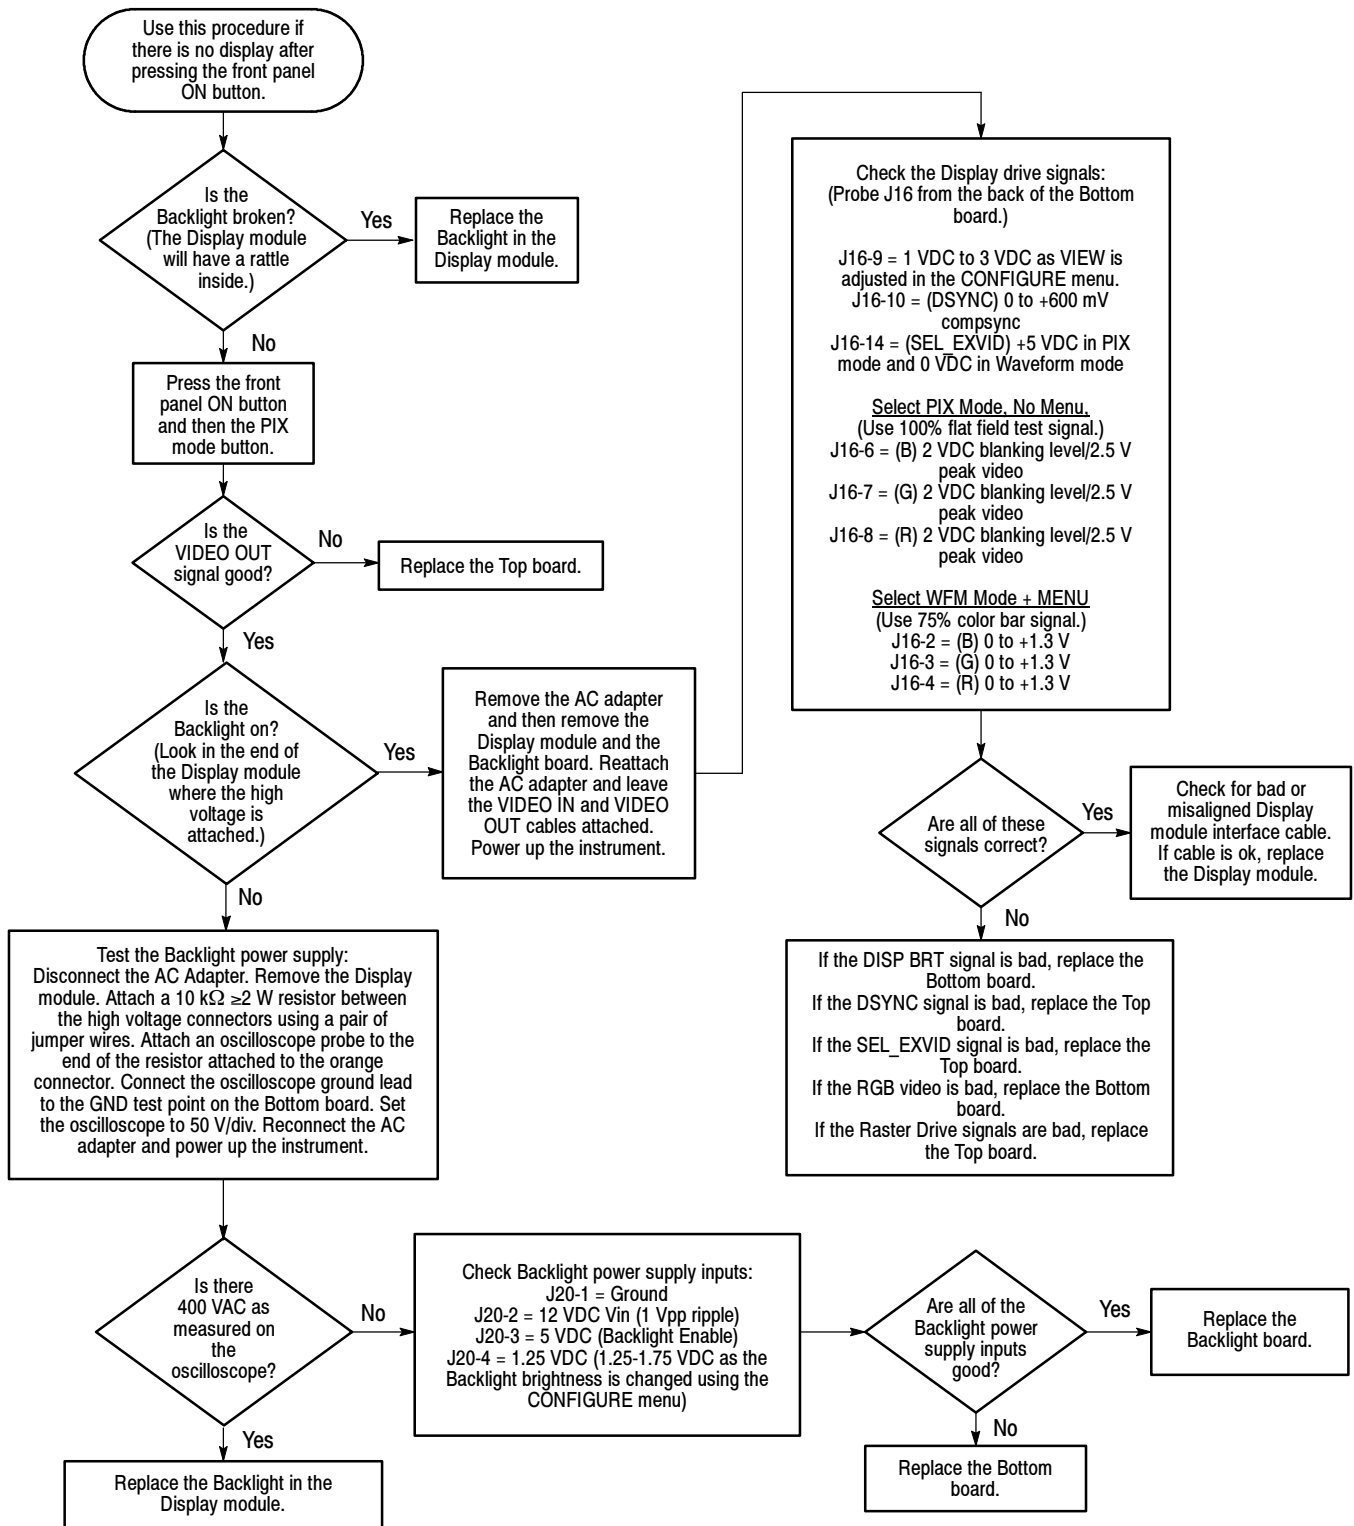 Use this procedure if
there is no display after
pressing the front panel
ON button.
Is the
Backlight broken?
(The Display module
will have a rattle
inside.)
Yes
Replace the
Backlight in the
Display module.
No
Press the front
panel ON button
and then the PIX
mode button.
Is the
VIDEO OUT
signal good?
No
Replace the Top board.
Yes
Is the
Backlight on?
(Look in the end of
the Display module
where the high
voltage is
attached.)
Yes
Remove the AC adapter
and then remove the
Display module and the
Backlight board. Reattach
the AC adapter and leave
the VIDEO IN and VIDEO
OUT cables attached.
Power up the instrument.
No
Test the Backlight power supply:
Disconnect the AC Adapter. Remove the Display
module. Attach a 10 kΩ ≥2 W resistor between
the high voltage connectors using a pair of
jumper wires. Attach an oscilloscope probe to the
end of the resistor attached to the orange
connector. Connect the oscilloscope ground lead
to the GND test point on the Bottom board. Set
the oscilloscope to 50 V/div. Reconnect the AC
adapter and power up the instrument.
Is there
400 VAC as
measured on
the
oscilloscope?
Yes
Replace the Backlight in the
Display module.
No
Check Backlight power supply inputs:
J20-1 = Ground
J20-2 = 12 VDC Vin (1 Vpp ripple)
J20-3 = 5 VDC (Backlight Enable)
J20-4 = 1.25 VDC (1.25-1.75 VDC as the
Backlight brightness is changed using the
CONFIGURE menu)
Are all of the
Backlight power
supply inputs
good?
Yes
Replace the
Backlight board.
No
Replace the Bottom
board.
Check the Display drive signals:
(Probe J16 from the back of the Bottom
board.)
J16-9 = 1 VDC to 3 VDC as VIEW is
adjusted in the CONFIGURE menu.
J16-10 = (DSYNC) 0 to +600 mV
compsync
J16-14 = (SEL_EXVID) +5 VDC in PIX
mode and 0 VDC in Waveform mode
Select PIX Mode, No Menu,
(Use 100% flat field test signal.)
J16-6 = (B) 2 VDC blanking level/2.5 V
peak video
J16-7 = (G) 2 VDC blanking level/2.5 V
peak video
J16-8 = (R) 2 VDC blanking level/2.5 V
peak video
Select WFM Mode + MENU
(Use 75% color bar signal.)
J16-2 = (B) 0 to +1.3 V
J16-3 = (G) 0 to +1.3 V
J16-4 = (R) 0 to +1.3 V
Are all of these
signals correct?
Yes
Check for bad or
misaligned Display
module interface cable.
If cable is ok, replace
the Display module.
No
If the DISP BRT signal is bad, replace the
Bottom board.
If the DSYNC signal is bad, replace the Top
board.
If the SEL_EXVID signal is bad, replace the
Top board.
If the RGB video is bad, replace the Bottom
board.
If the Raster Drive signals are bad, replace
the Top board.